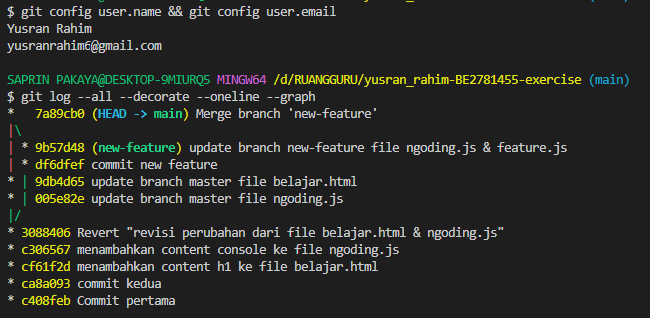 $ git config user.name && git config user.email
Yusran Rahim
yusranrahim6@gmail.com
SAPRIN PAKAYA@DESKTOP-9MIURQ5 MINGW64 /d/RUANGGURU/yusran_rahim-BE2781455-exercise (main)
$ git log --all --decorate --oneline --graph
*   7a89cb0 (HEAD -> main) Merge branch 'new-feature'
|\
| * 9b57d48 (new-feature) update branch new-feature file ngoding.js & feature.js
| * df6dfef commit new feature
* | 9db4d65 update branch master file belajar.html
* | 005e82e update branch master file ngoding.js
|/
* 3088406 Revert "revisi perubahan dari file belajar.html & ngoding.js"
* c306567 menambahkan content console ke file ngoding.js
* cf61f2d menambahkan content h1 ke file belajar.html
* ca8a093 commit kedua
* c408feb Commit pertama